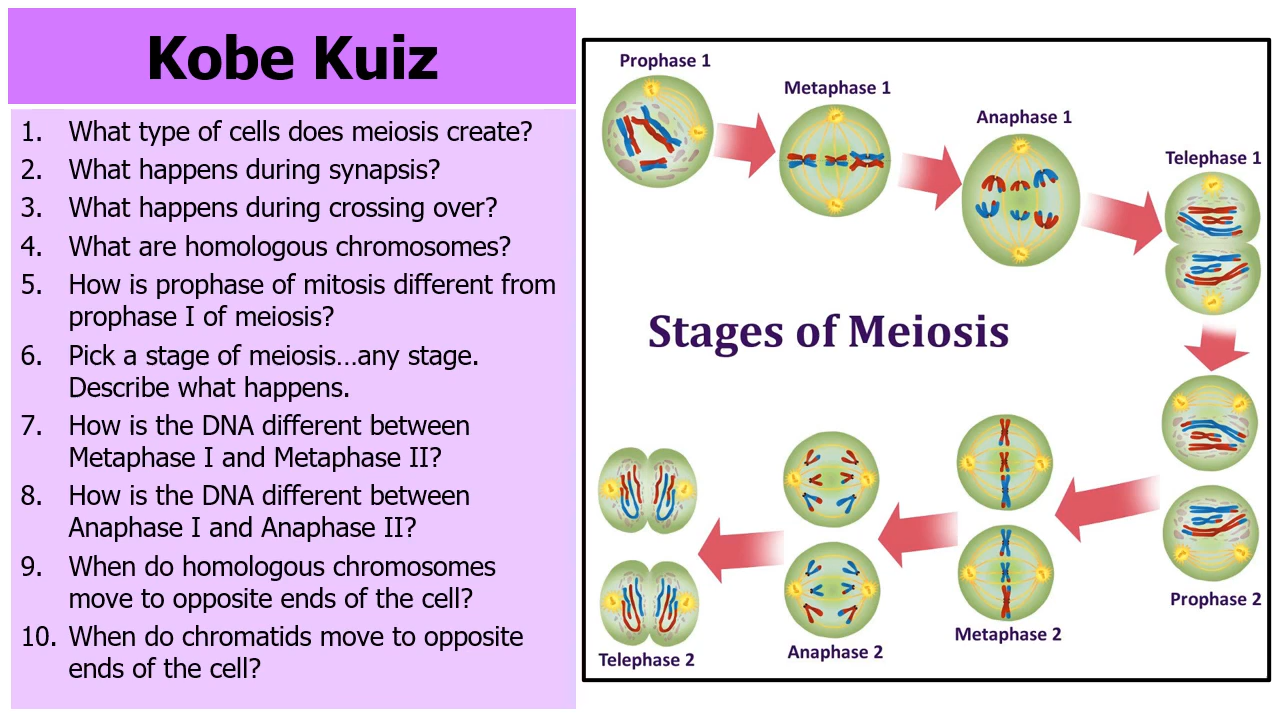 Kobe Kuiz
1. What type of cells does meiosis create?
2. What happens during synapsis?
3. What happens during crossing over?
4. What are homologous chromosomes?
5. How is prophase of mitosis different from
prophase I of meiosis?
6. Pick a stage of meiosis...any stage.
Describe what happens.
7. How is the DNA different between
Metaphase I and Metaphase II?
8. How is the DNA different between
Anaphase I and Anaphase II?
9. When do homologous chromosomes
move to opposite ends of the cell?
10. When do chromatids move to opposite
ends of the cell?
Prophase 1
Metaphase 1
Anaphase 1
Telephase 1
Stages of Meiosis
Prophase 2
Metaphase 2
Anaphase 2
Telephase 2